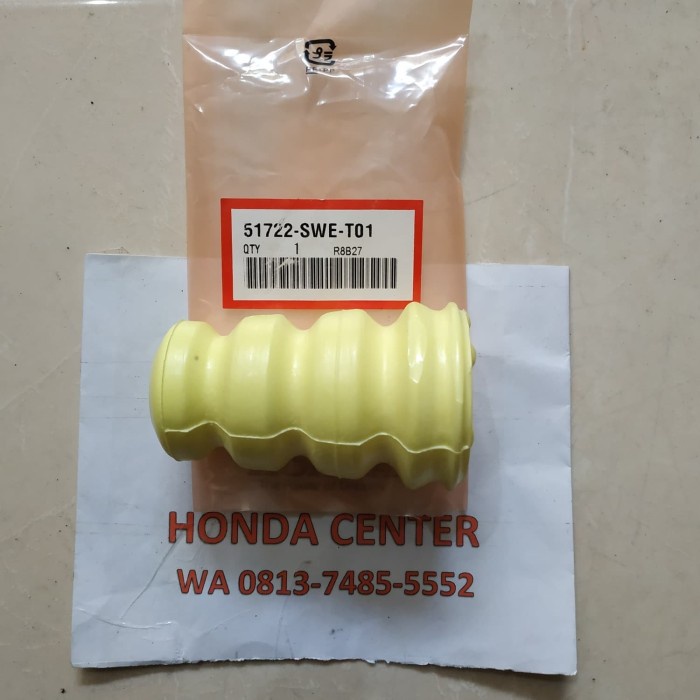 51722-SWE-T01
QTY 1 R8B27
HONDA CENTER
WA 0813-7485-5552